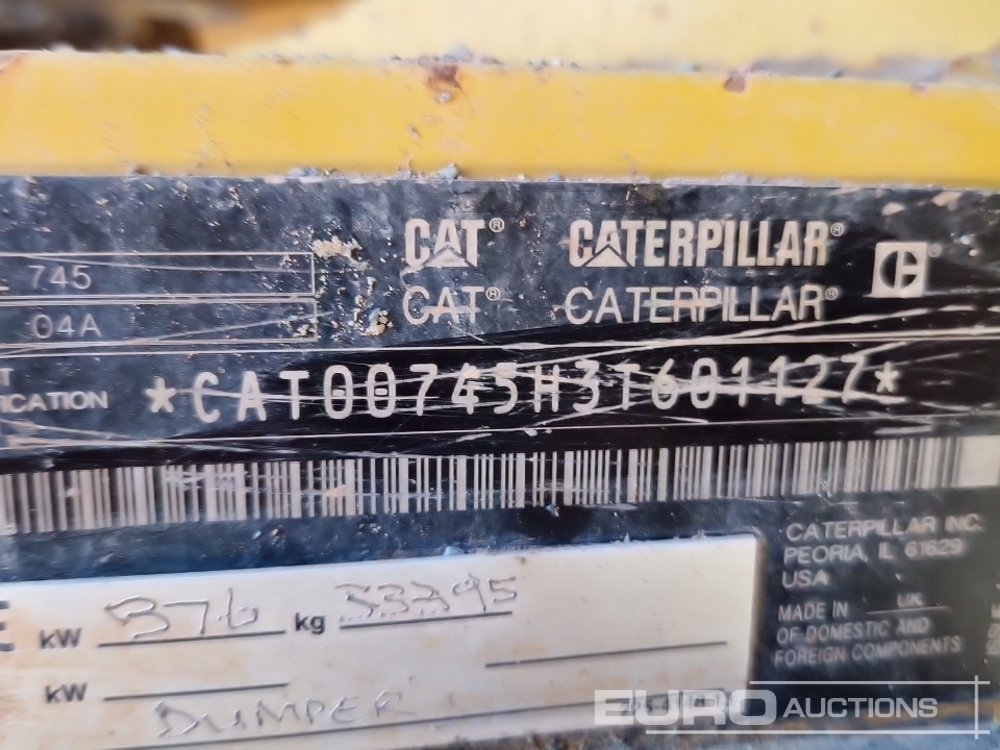 CAT® CATERPILLAR®
745
CAT® CATERPILLAR®
04A
*CAT00745H3T601127*
CATERPILLAR INC.
PEORIA, IL 61629
USA
kW 376 kg 33395
MADE IN UK
OF DOMESTIC AND
FOREIGN COMPONENTS
kW
DUMPER
EURO AUCTIONS